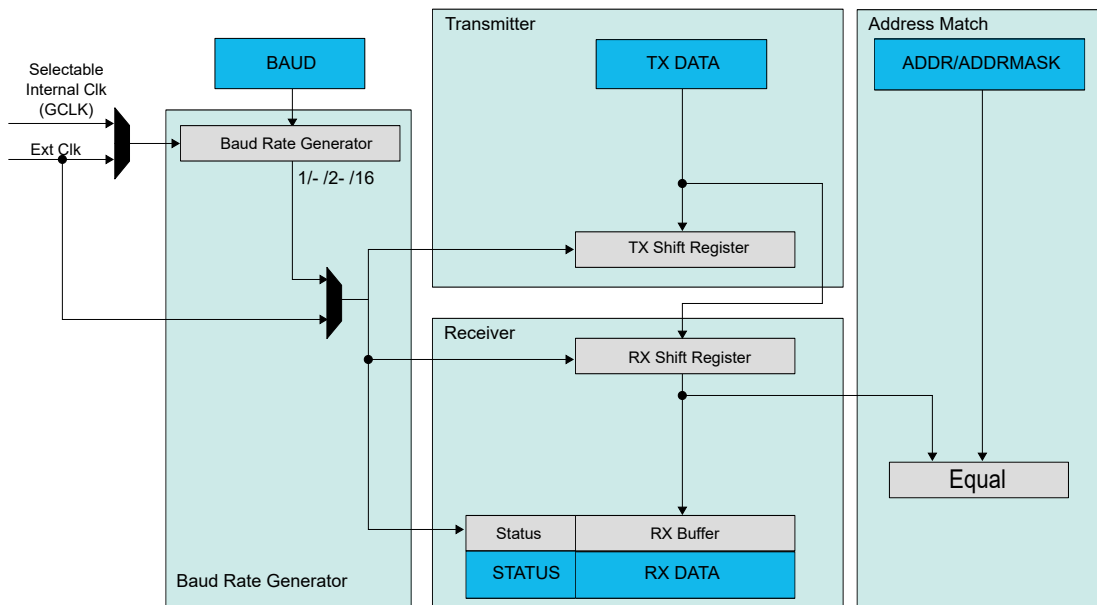 Transmitter
Address Match
BAUD
TX DATA
ADDR/ADDRMASK
Selectable
Internal Clk
(GCLK)
Ext Clk
Baud Rate Generator
1/- /2- /16
TX Shift Register
Receiver
RX Shift Register
Equal
Status
RX Buffer
STATUS
RX DATA
Baud Rate Generator